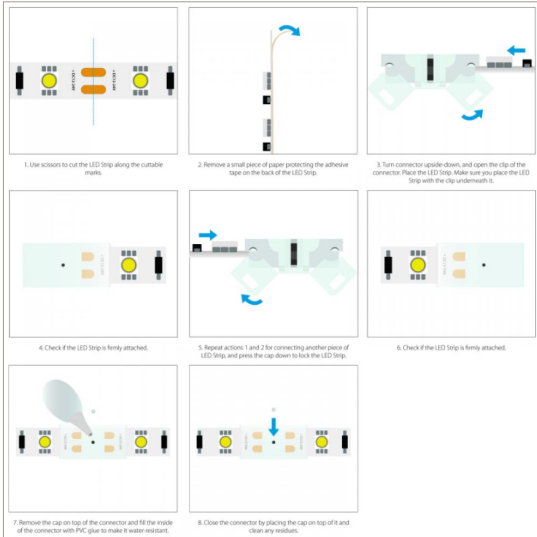 1. Use scissors to cut the LED Strip along the cuttable
marks.
2. Remove a small piece of paper protecting the adhesive
tape on the back of the LED Strip.
3. Turn connector upside-down, and open the clip of the
connector. Place the LED Strip. Make sure you place the LED
Strip with the clip underneath it.
4. Check if the LED Strip is firmly attached.
5. Repeat actions 1 and 2 for connecting another piece of
LED Strip, and press the cap down to lock the LED Strip.
6. Check if the LED Strip is firmly attached.
7. Remove the cap on top of the connector and fill the inside
of the connector with PVC glue to make it water-resistant.
8. Close the connector by placing the cap on top of it and
clean any residues.